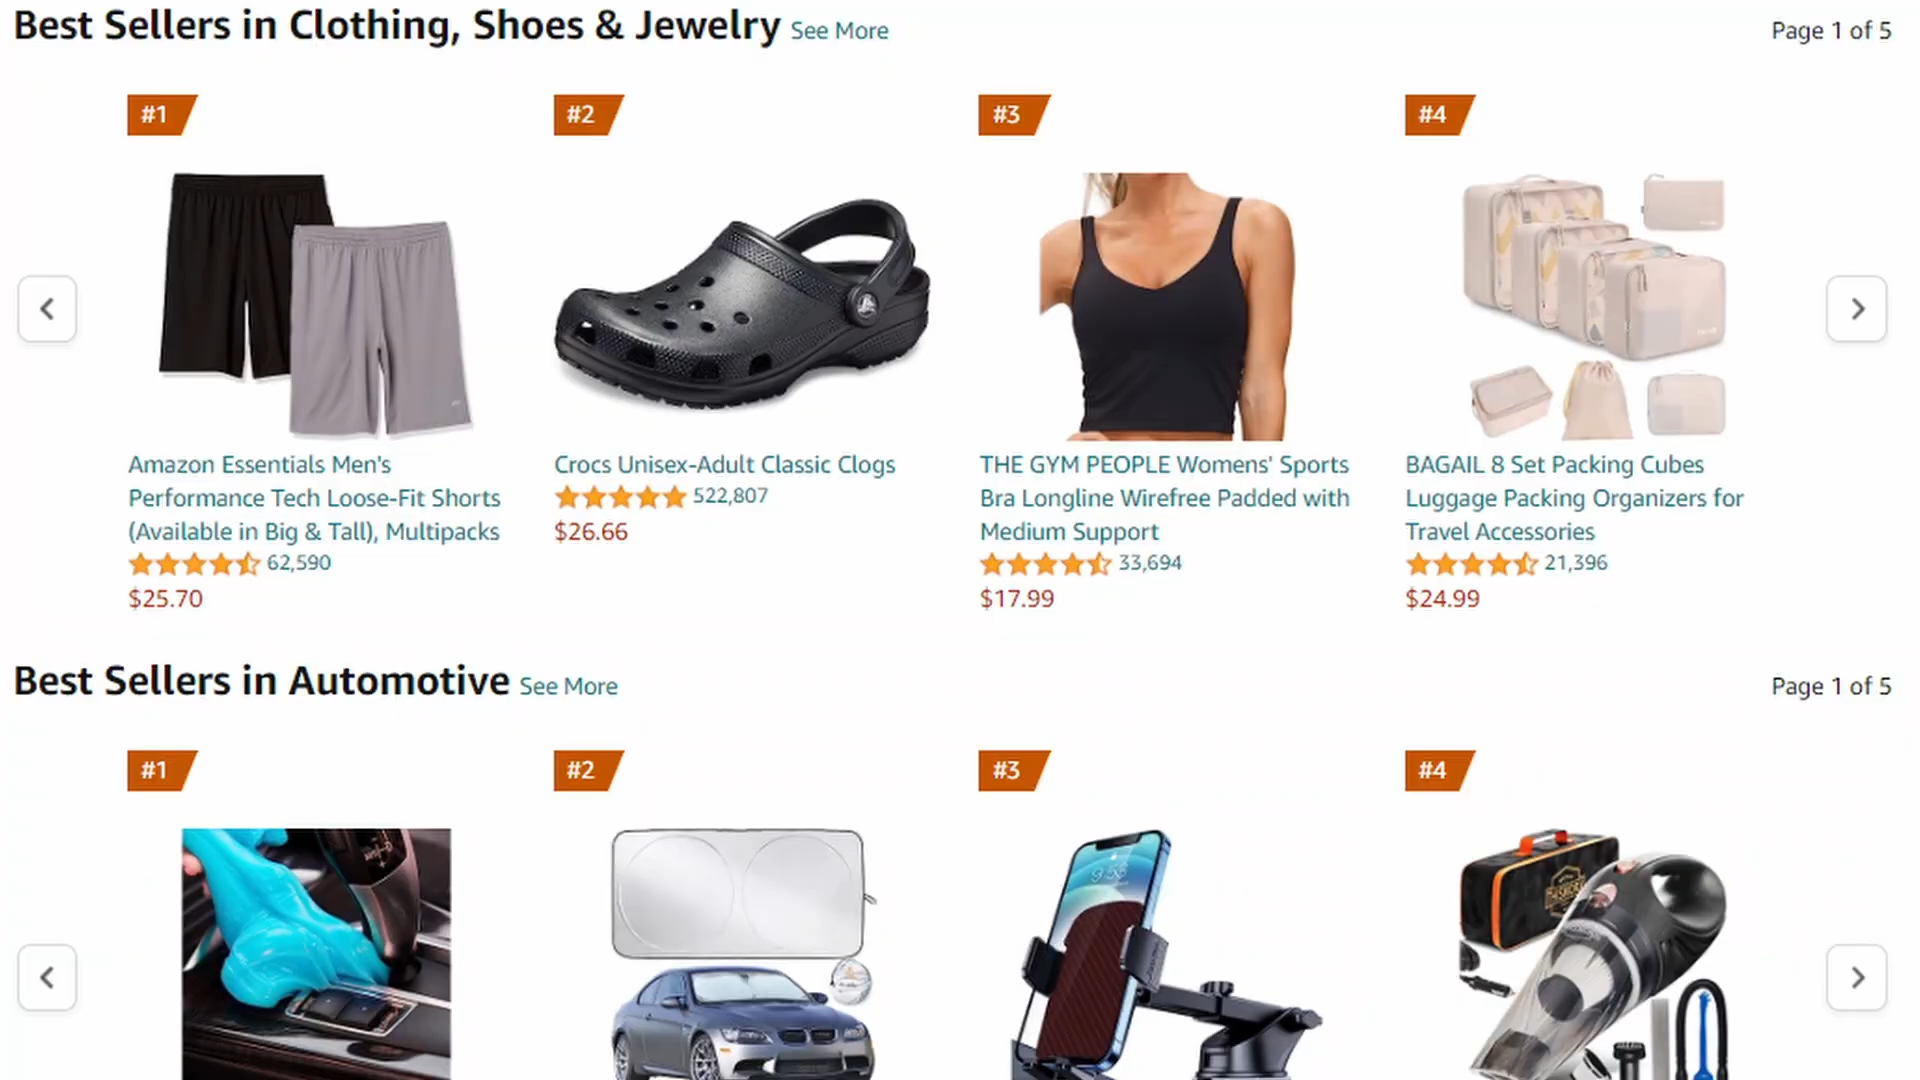 Best Sellers in Clothing, Shoes & Jewelry See More Page 1 of 5
#1 #2 #3 #4
Amazon Essentials Men's
Performance Tech Loose-Fit Shorts
(Available in Big & Tall), Multipacks
62,590
$25.70
Crocs Unisex-Adult Classic Clogs
522,807
$26.66
THE GYM PEOPLE Womens' Sports
Bra Longline Wirefree Padded with
Medium Support
33,694
$17.99
BAGAIL 8 Set Packing Cubes
Luggage Packing Organizers for
Travel Accessories
21,396
$24.99
Best Sellers in Automotive See More Page 1 of 5
#1 #2 #3 #4
9:56